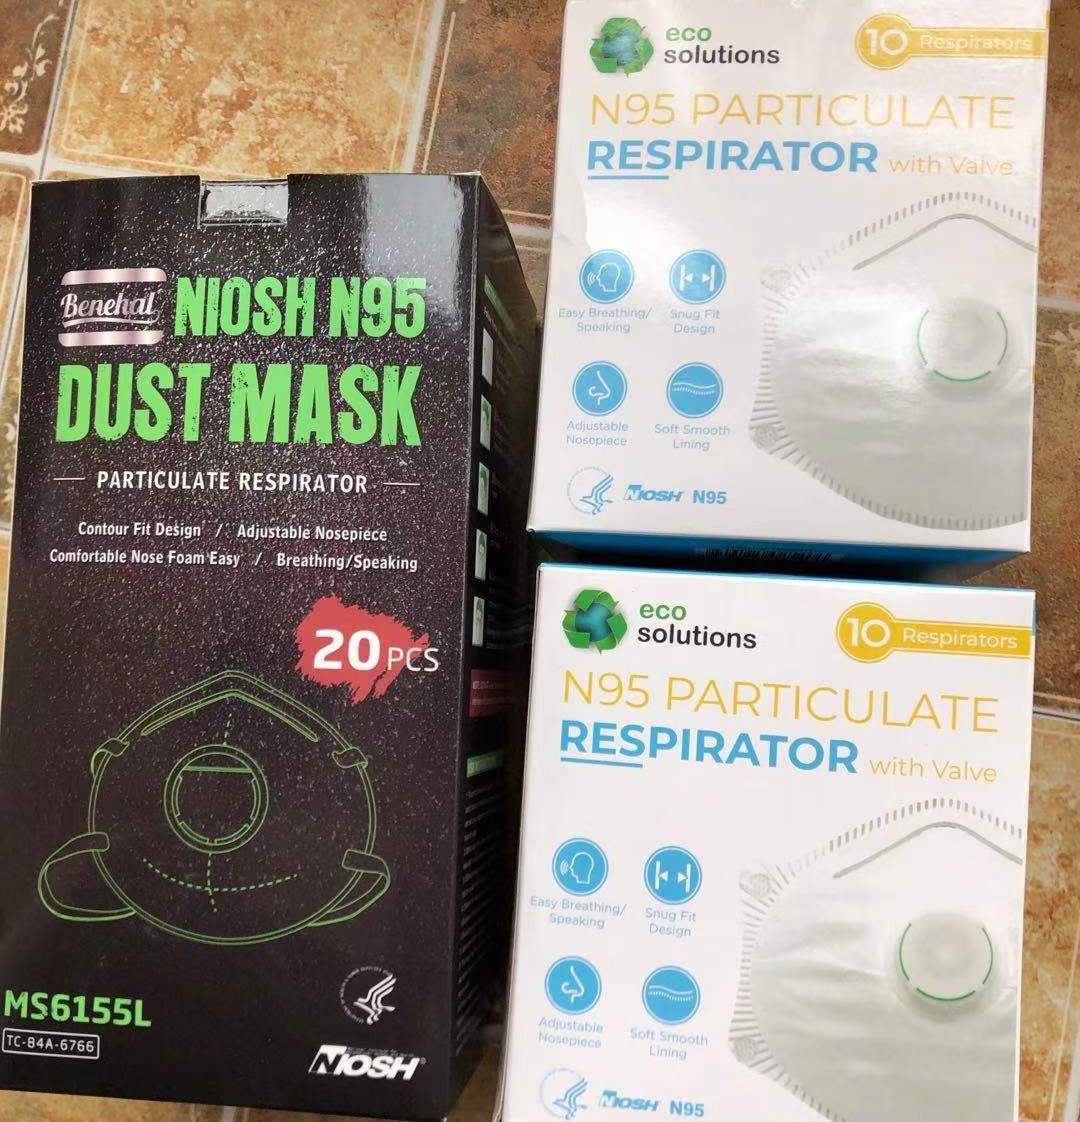 Benehal
NIOSH N95
DUST MASK
PARTICULATE RESPIRATOR
Contour Fit Design / Adjustable Nosepiece
Comfortable Nose Foam Easy / Breathing/Speaking
20 PCS
MS6155L
TC-84A-6766
NIOSH®
eco
solutions
10 Respirators
N95 PARTICULATE
RESPIRATOR with Valve
Easy Breathing/
Speaking
Snug Fit
Design
Adjustable
Nosepiece
Soft Smooth
Lining
NIOSH N95
eco
solutions
10 Respirators
N95 PARTICULATE
RESPIRATOR with Valve
Easy Breathing/
Speaking
Snug Fit
Design
Adjustable
Nosepiece
Soft Smooth
Lining
NIOSH N95